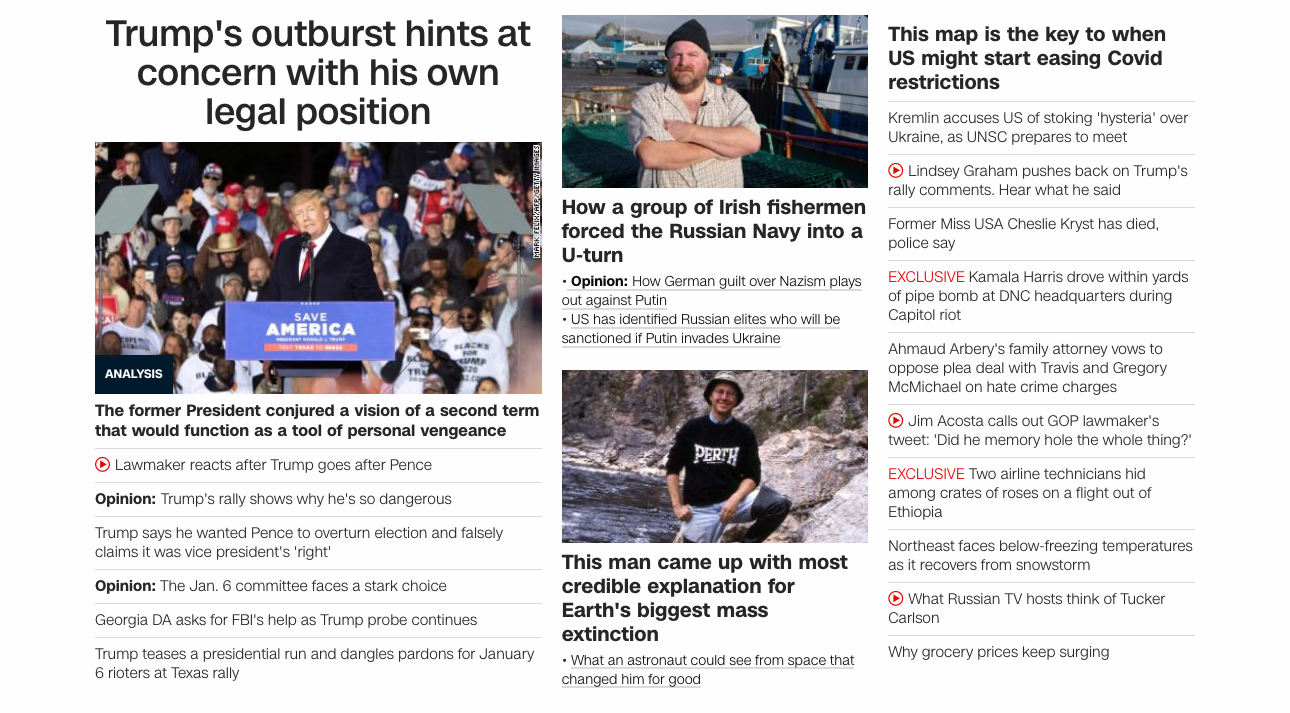 Trump's outburst hints at
concern with his own
legal position
MARK FELIX/AFP/GETTY IMAGES
SAVE
AMERICA
PRESIDENT DONALD J. TRUMP
BLACKS
FOR
TRUMP
2020
ANALYSIS
The former President conjured a vision of a second term
that would function as a tool of personal vengeance
Lawmaker reacts after Trump goes after Pence
Opinion: Trump's rally shows why he's so dangerous
Trump says he wanted Pence to overturn election and falsely
claims it was vice president's 'right'
Opinion: The Jan. 6 committee faces a stark choice
Georgia DA asks for FBI's help as Trump probe continues
Trump teases a presidential run and dangles pardons for January
6 rioters at Texas rally
How a group of Irish fishermen
forced the Russian Navy into a
U-turn
• Opinion: How German guilt over Nazism plays
out against Putin
• US has identified Russian elites who will be
sanctioned if Putin invades Ukraine
PERTH
This man came up with most
credible explanation for
Earth's biggest mass
extinction
• What an astronaut could see from space that
changed him for good
This map is the key to when
US might start easing Covid
restrictions
Kremlin accuses US of stoking 'hysteria' over
Ukraine, as UNSC prepares to meet
Lindsey Graham pushes back on Trump's
rally comments. Hear what he said
Former Miss USA Cheslie Kryst has died,
police say
EXCLUSIVE Kamala Harris drove within yards
of pipe bomb at DNC headquarters during
Capitol riot
Ahmaud Arbery's family attorney vows to
oppose plea deal with Travis and Gregory
McMichael on hate crime charges
Jim Acosta calls out GOP lawmaker's
tweet: 'Did he memory hole the whole thing?'
EXCLUSIVE Two airline technicians hid
among crates of roses on a flight out of
Ethiopia
Northeast faces below-freezing temperatures
as it recovers from snowstorm
What Russian TV hosts think of Tucker
Carlson
Why grocery prices keep surging